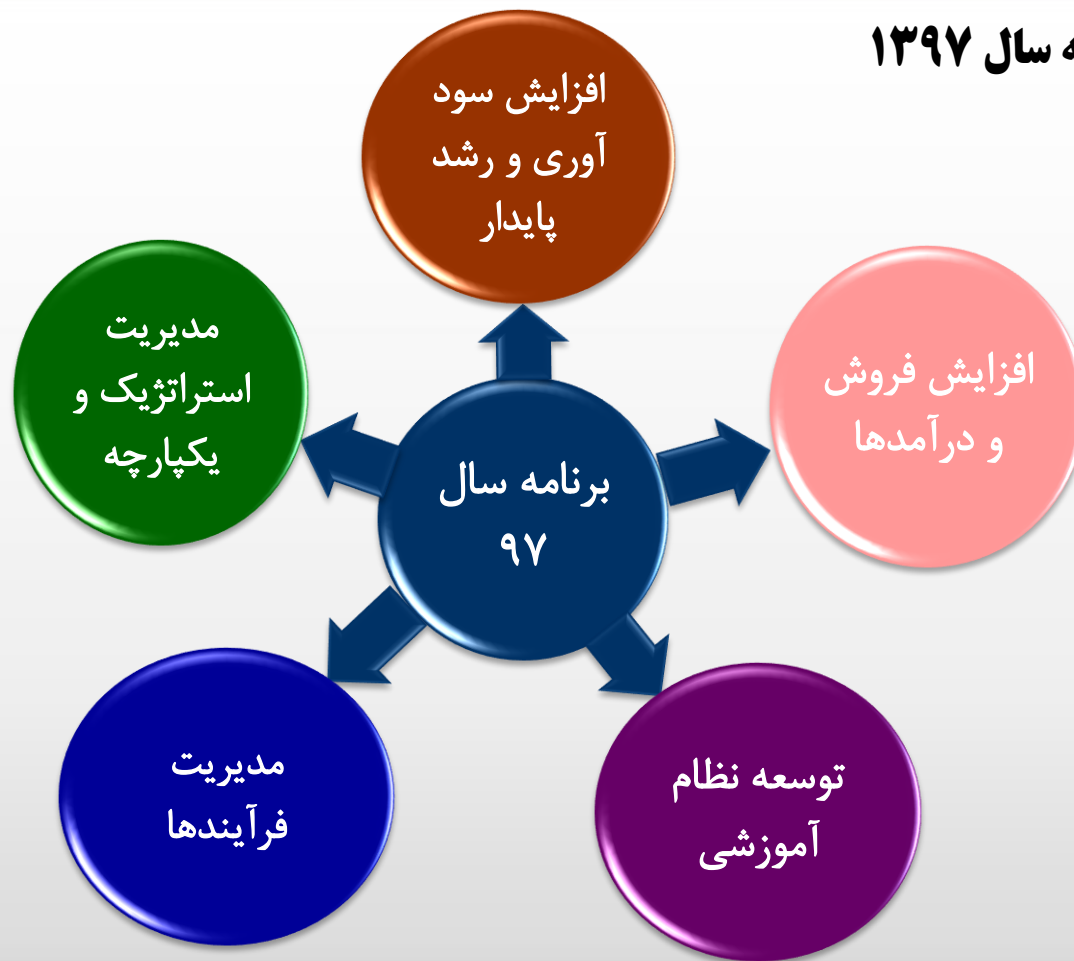 سال ۱۳۹۷
افزایش سود
آوری و رشد
پایدار
افزایش فروش
و درآمدها
توسعه نظام
آموزشی
مدیریت
فرآیندها
مدیریت
استراتژیک و
یکپارچه
برنامه سال
۹۷